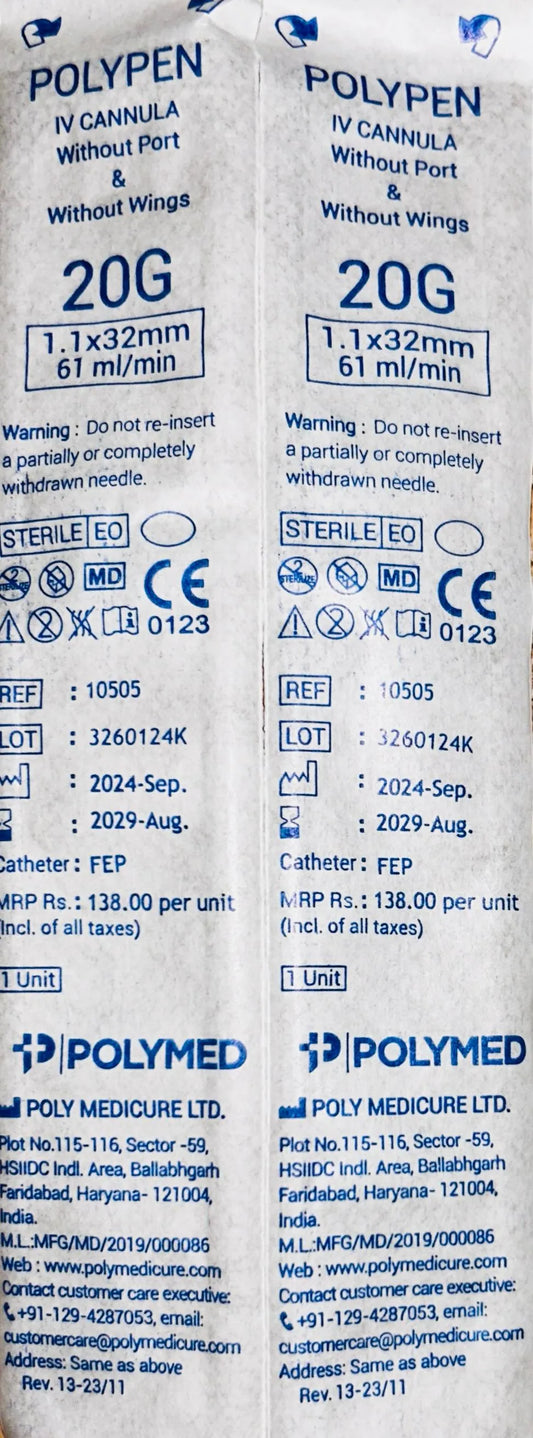 POLYPEN
IV CANNULA
Without Port
&
Without Wings
20G
1.1x32mm
61 ml/min
Warning : Do not re-insert
a partially or completely
withdrawn needle.
STERILE EO
2
STERILIZE
MD
CE
2
i
0123
REF : 10505
LOT : 3260124K
: 2024-Sep.
: 2029-Aug.
Catheter : FEP
MRP Rs.: 138.00 per unit
(Incl. of all taxes)
1 Unit
POLYMED
POLY MEDICURE LTD.
Plot No.115-116, Sector -59,
HSIIDC Indl. Area, Ballabhgarh
Faridabad, Haryana- 121004,
India.
M.L.:MFG/MD/2019/000086
Web : www.polymedicure.com
Contact customer care executive:
+91-129-4287053, email:
customercare@polymedicure.com
Address: Same as above
Rev. 13-23/11
POLYPEN
IV CANNULA
Without Port
&
Without Wings
20G
1.1x32mm
61 ml/min
Warning : Do not re-insert
a partially or completely
withdrawn needle.
STERILE EO
2
STERILIZE
MD
CE
2
i
0123
REF : 10505
LOT : 3260124K
: 2024-Sep.
: 2029-Aug.
Catheter : FEP
MRP Rs.: 138.00 per unit
(Incl. of all taxes)
1 Unit
POLYMED
POLY MEDICURE LTD.
Plot No.115-116, Sector -59,
HSIIDC Indl. Area, Ballabhgarh
Faridabad, Haryana- 121004,
India.
M.L.:MFG/MD/2019/000086
Web : www.polymedicure.com
Contact customer care executive:
+91-129-4287053, email:
customercare@polymedicure.com
Address: Same as above
Rev. 13-23/11